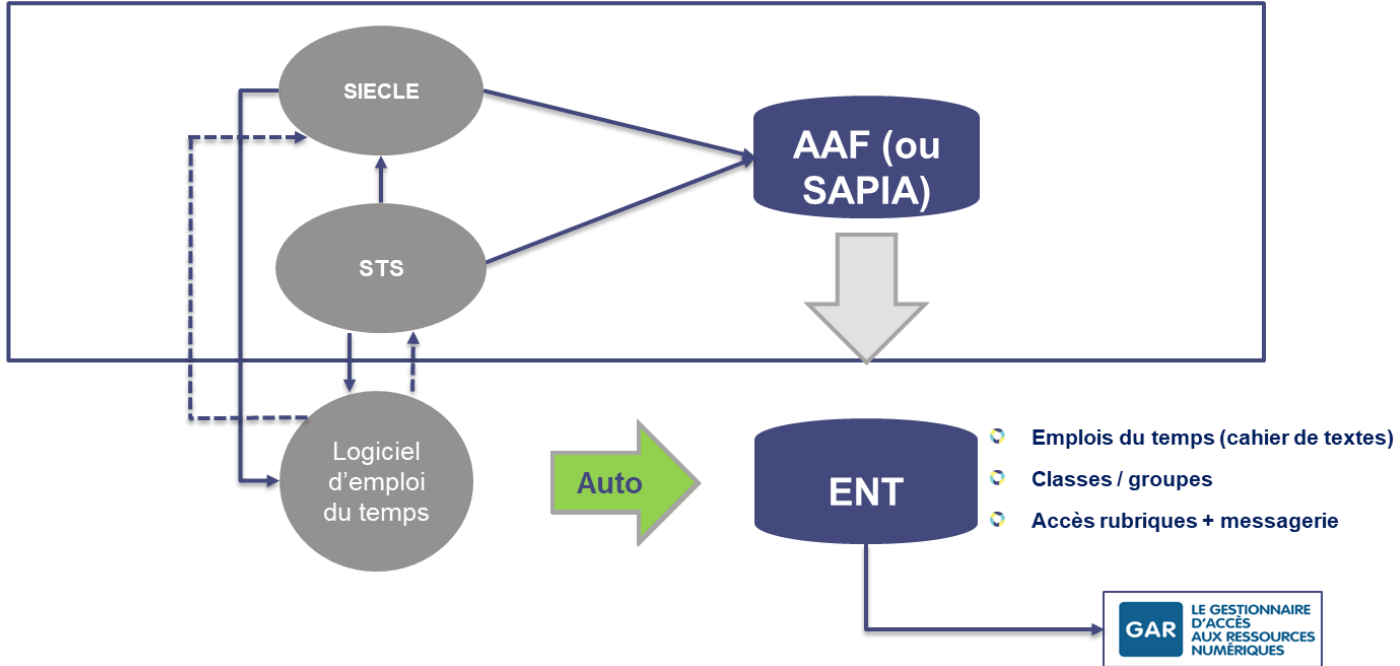 SIECLE
AAF (ou
SAPIA)
STS
Logiciel
d’emploi
du temps
Auto
ENT
Emplois du temps (cahier de textes)
Classes / groupes
Accès rubriques + messagerie
GAR
LE GESTIONNAIRE
D'ACCÈS
AUX RESSOURCES
NUMÉRIQUES